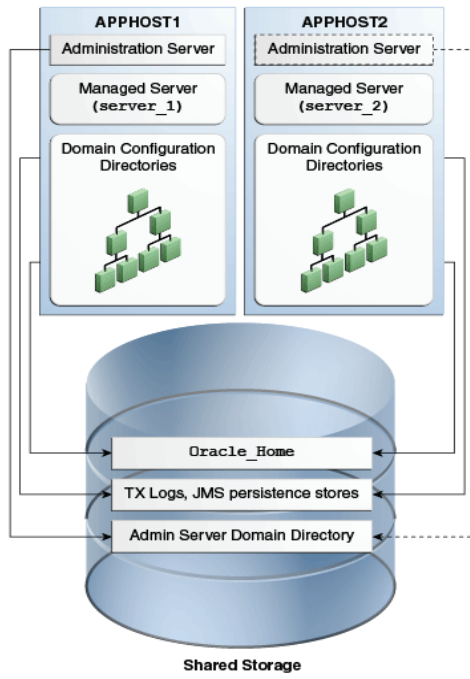 APPHOST1
Administration Server
Managed Server
(server_1)
Domain Configuration
Directories
APPHOST2
Administration Server
Managed Server
(server_2)
Domain Configuration
Directories
Oracle_Home
TX Logs, JMS persistence stores
Admin Server Domain Directory
Shared Storage